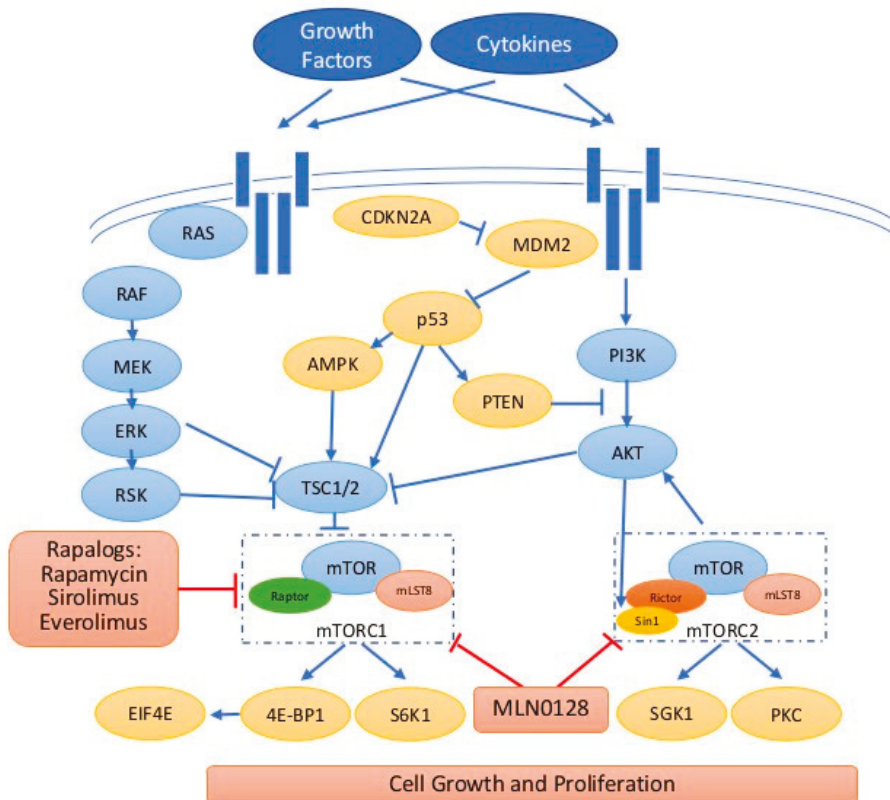 Growth
Factors
Cytokines
RAS
CDKN2A
MDM2
RAF
p53
AMPK
PI3K
MEK
PTEN
ERK
AKT
TSC1/2
RSK
Rapalogs:
Rapamycin
Sirolimus
Everolimus
mTOR
Raptor
mLST8
mTORC1
mTOR
Rictor
mLST8
Sin1
mTORC2
EIF4E
4E-BP1
S6K1
MLN0128
SGK1
PKC
Cell Growth and Proliferation